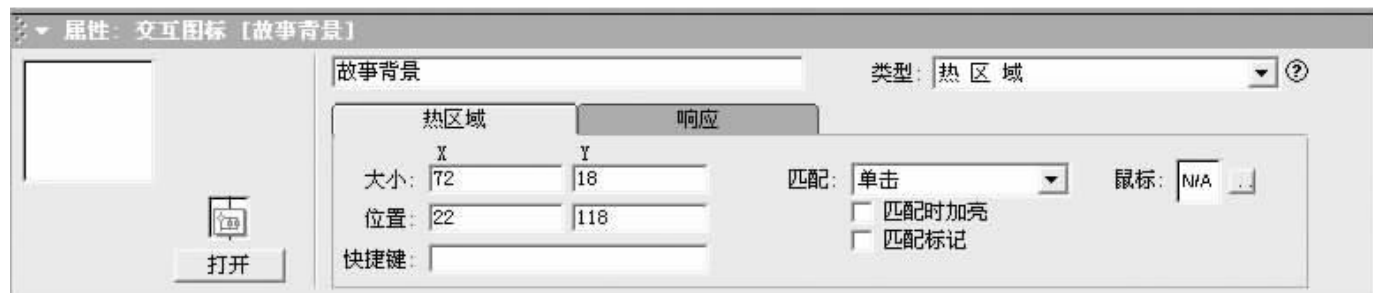 属性: 交互图标 [故事背景]
故事背景
类型: 热 区 域
热区域 响应
X Y
大小: 72 18 匹配: 单击 鼠标: N/A ..
位置: 22 118 匹配时加亮
匹配标记
打开 快捷键: